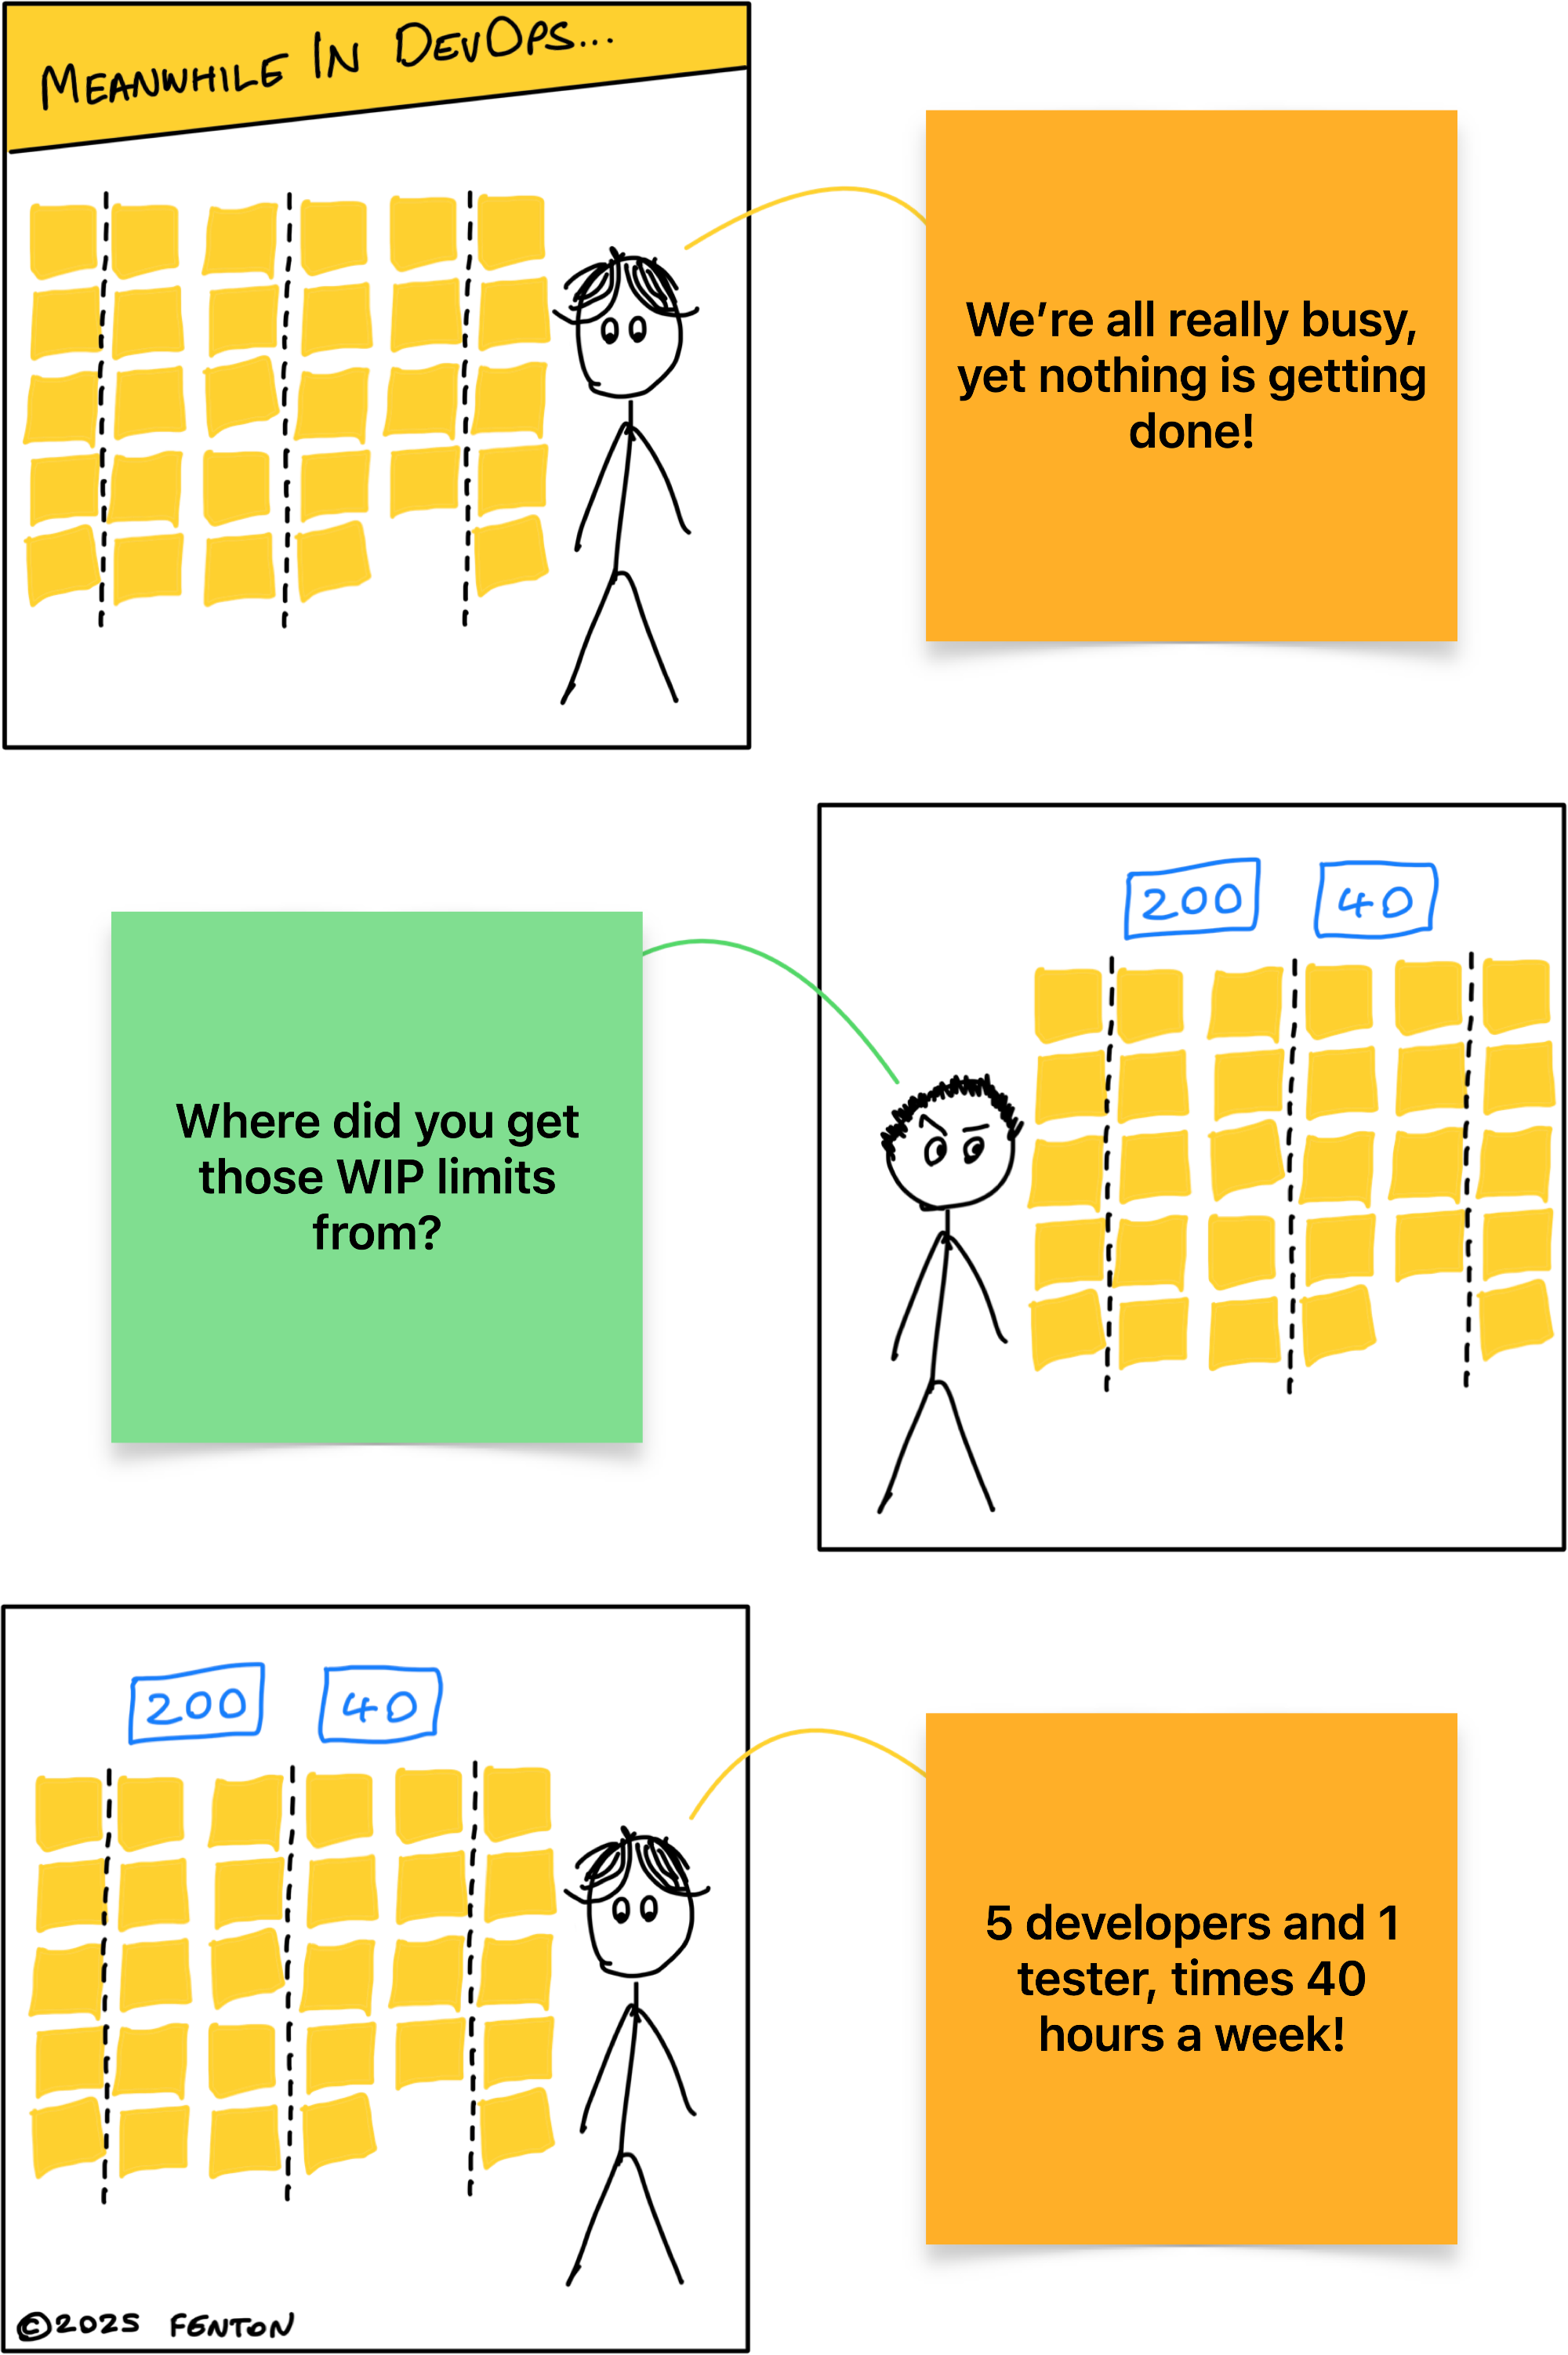 MEANWHILE IN DEVOPS...
We’re all really busy,
yet nothing is getting
done!
200 40
Where did you get
those WIP limits
from?
200 40
5 developers and 1
tester, times 40
hours a week!
©2025 FENTON